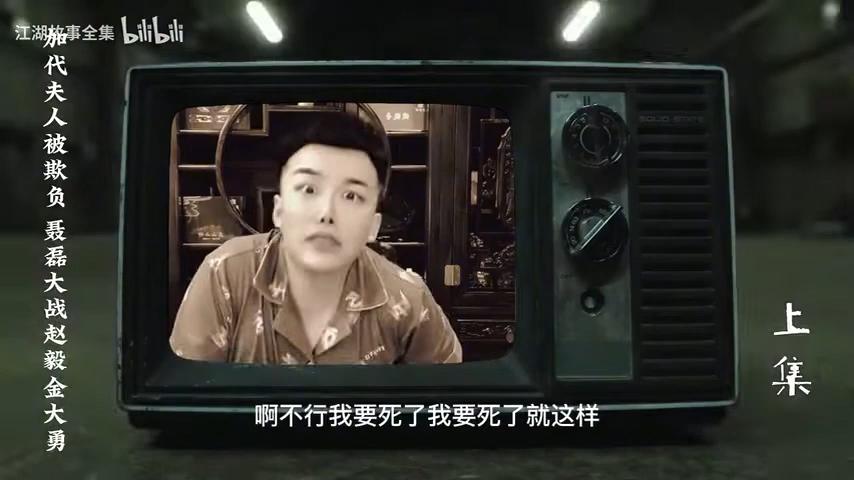 江湖故事全集 bilibili
加代夫人被欺负 聂磊大战赵毅金大勇
SOLID STATE
上集
啊不行我要死了我要死了就这样